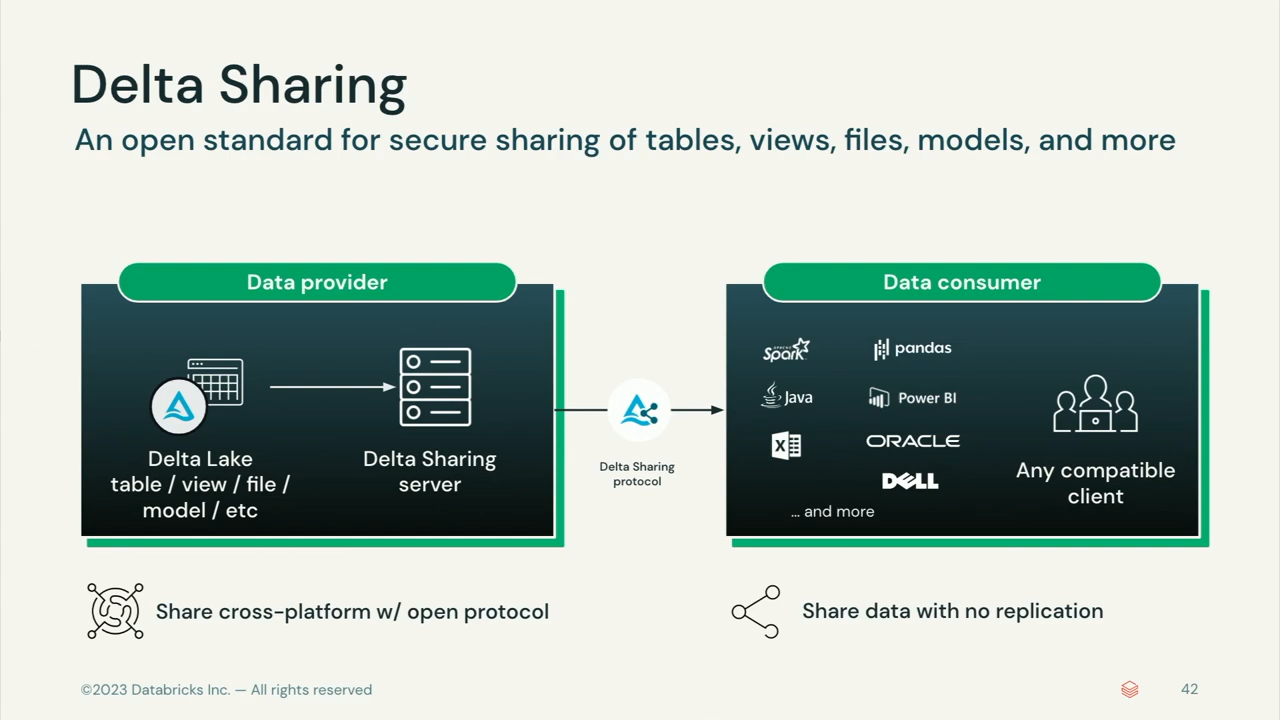 Delta Sharing
An open standard for secure sharing of tables, views, files, models, and more
Data provider
Delta Lake
table / view / file /
model / etc
Delta Sharing
server
Delta Sharing
protocol
Data consumer
APACHE
Spark
pandas
Java
Power BI
X
ORACLE
DELL
... and more
Any compatible
client
Share cross-platform w/ open protocol
Share data with no replication
©2023 Databricks Inc. — All rights reserved
42